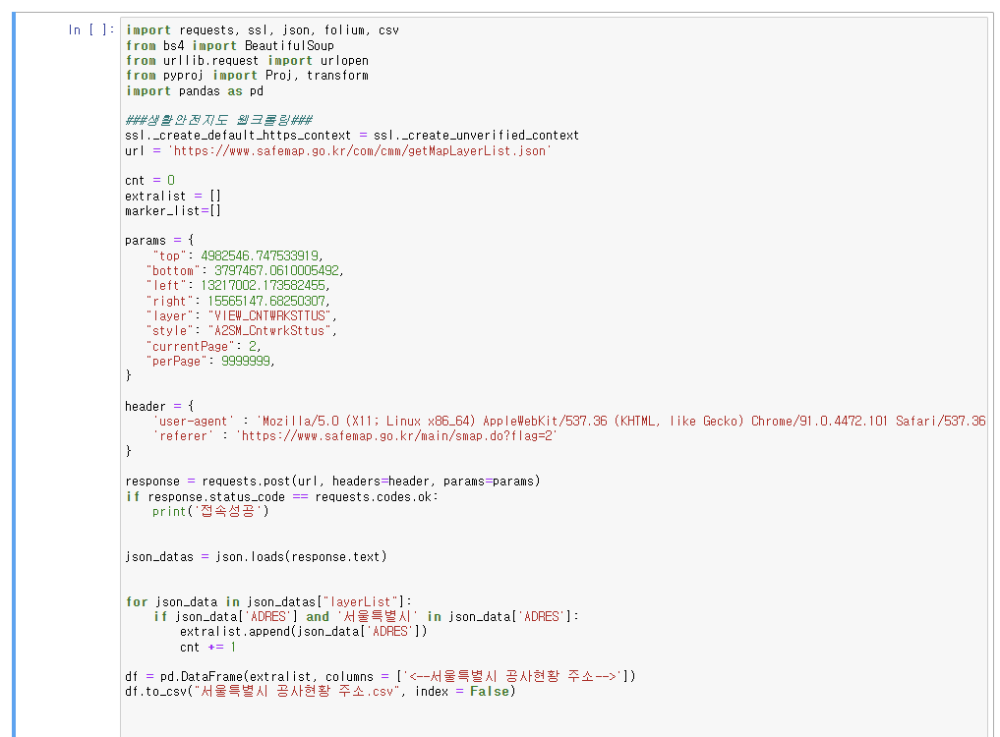 In [ ]:
import requests, ssl, json, folium, csv
from bs4 import BeautifulSoup
from urllib.request import urlopen
from pyproj import Proj, transform
import pandas as pd
###생활안전지도 웹크롤링###
ssl._create_default_https_context = ssl._create_unverified_context
url = 'https://www.safemap.go.kr/com/cmm/getMapLayerList.json'
cnt = 0
extralist = []
marker_list=[]
params = {
"top": 4982546.747533919,
"bottom": 3797467.0610005492,
"left": 13217002.173582455,
"right": 15565147.68250307,
"layer": "VIEW_CNTWRKSTTUS",
"style": "A2SM_CntwrkSttus",
"currentPage": 2,
"perPage": 9999999,
}
header = {
'user-agent' : 'Mozilla/5.0 (X11; Linux x86_64) AppleWebKit/537.36 (KHTML, like Gecko) Chrome/91.0.4472.101 Safari/537.36
'referer' : 'https://www.safemap.go.kr/main/smap.do?flag=2'
}
response = requests.post(url, headers=header, params=params)
if response.status_code == requests.codes.ok:
print('접속성공')
json_datas = json.loads(response.text)
for json_data in json_datas["layerList"]:
if json_data['ADRES'] and '서울특별시' in json_data['ADRES']:
extralist.append(json_data['ADRES'])
cnt += 1
df = pd.DataFrame(extralist, columns = ['<--서울특별시 공사현황 주소-->'])
df.to_csv("서울특별시 공사현황 주소.csv", index = False)